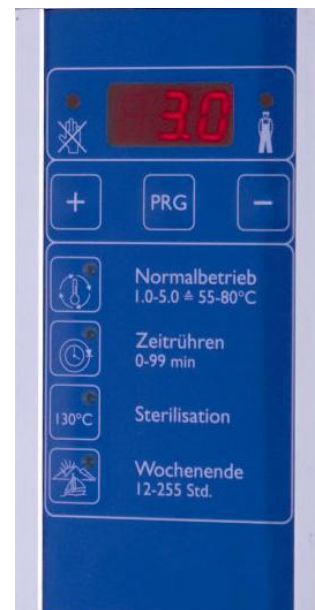 3.0
+ PRG -
Normalbetrieb
1.0-5.0 ≙ 55-80°C
Zeitrühren
0-99 min
130°C Sterilisation
Wochenende
12-255 Std.